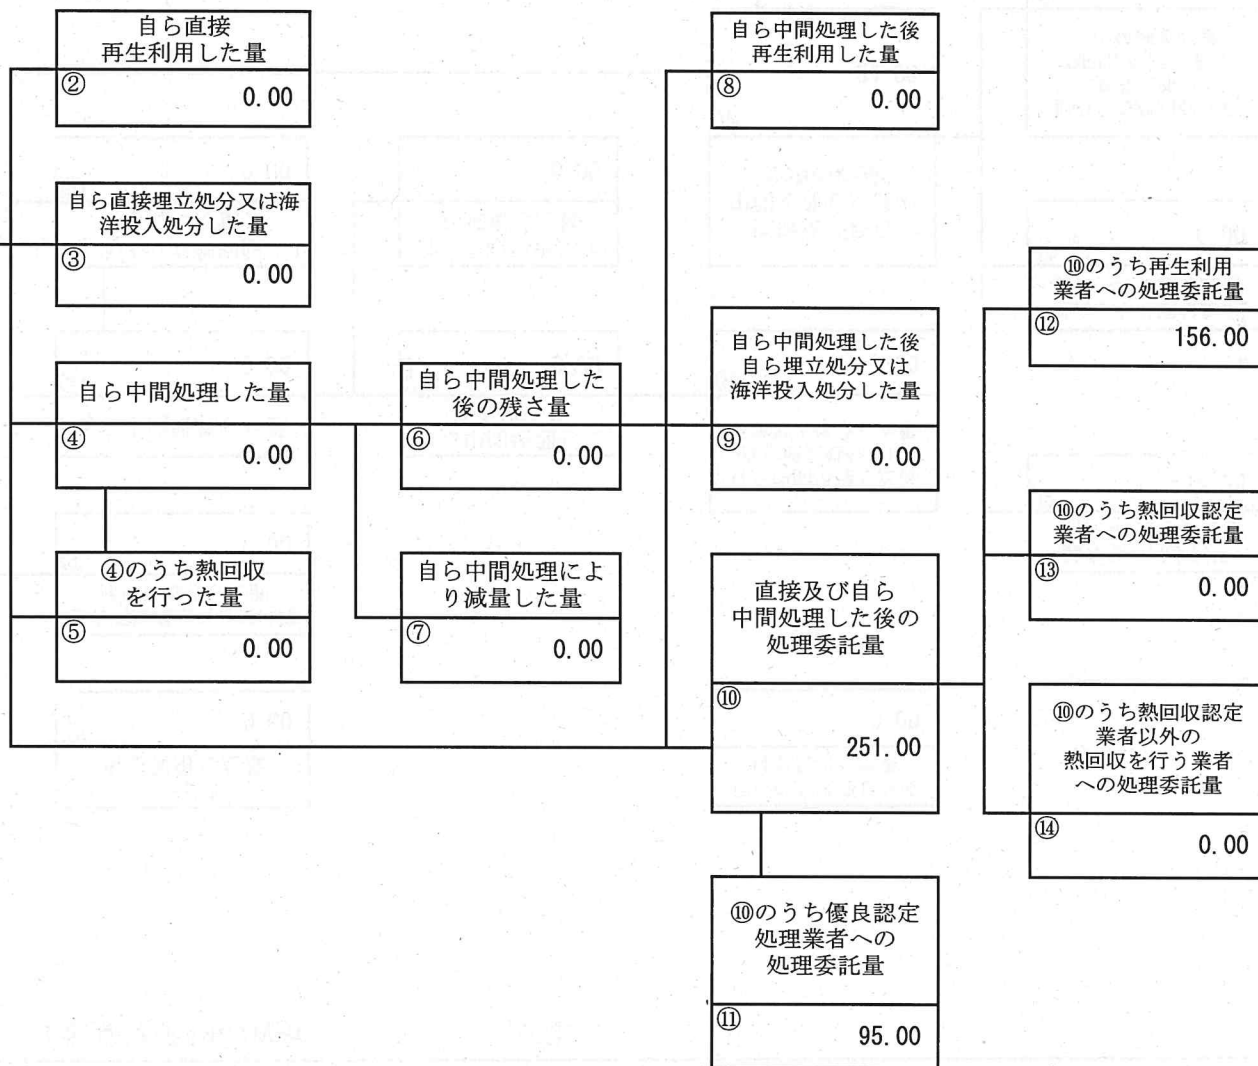 自ら直接
再生利用した量
②
0.00
自ら直接埋立処分又は海
洋投入処分した量
③
0.00
自ら中間処理した量
④
0.00
④のうち熱回収
を行った量
⑤
0.00
自ら中間処理した
後の残さ量
⑥
0.00
自ら中間処理によ
り減量した量
⑦
0.00
自ら中間処理した後
再生利用した量
⑧
0.00
自ら中間処理した後
自ら埋立処分又は
海洋投入処分した量
⑨
0.00
直接及び自ら
中間処理した後の
処理委託量
⑩
251.00
⑩のうち優良認定
処理業者への
処理委託量
⑪
95.00
⑩のうち再生利用
業者への処理委託量
⑫
156.00
⑩のうち熱回収認定
業者への処理委託量
⑬
0.00
⑩のうち熱回収認定
業者以外の
熱回収を行う業者
への処理委託量
⑭
0.00